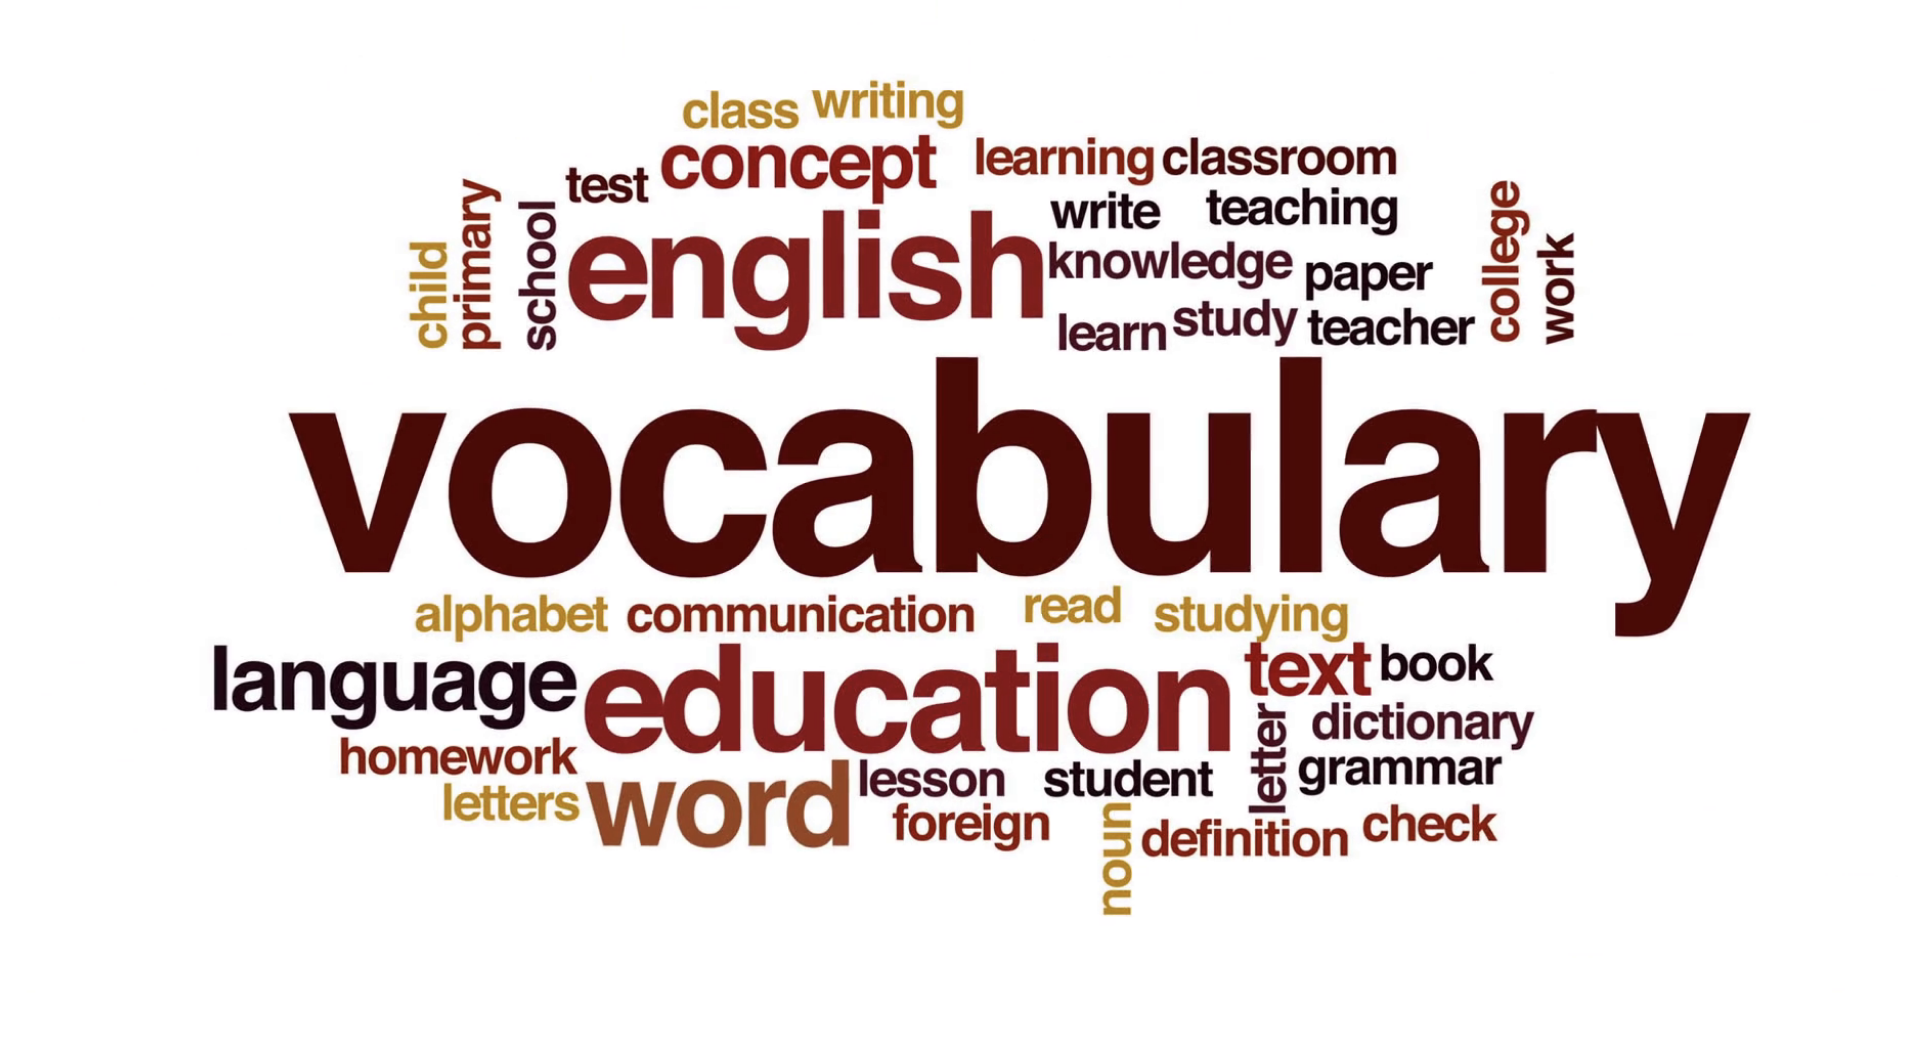 class writing
concept learning classroom
test
write teaching
child primary school english knowledge paper college work
learn study teacher
vocabulary
alphabet communication read studying
language education text book
letter dictionary
homework
word lesson student grammar
letters foreign noun definition check